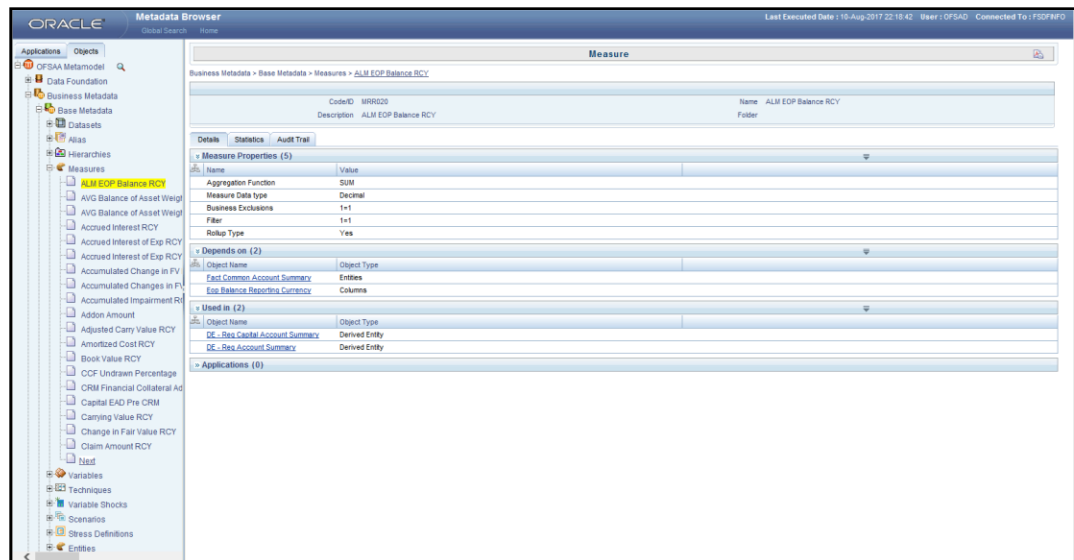 ORACLE
Metadata Browser
Global Search Home
Last Executed Date : 10-Aug-2017 22:18:42 User : OFSAD Connected To : FSDFINFO
Applications Objects
OFSAA Metamodel
Data Foundation
Business Metadata
Base Metadata
Datasets
Alias
Hierarchies
Measures
ALM EOP Balance RCY
AVG Balance of Asset Weigh
AVG Balance of Asset Weigh
Accrued Interest RCY
Accrued Interest of Exp RCY
Accrued Interest of Exp RCY
Accumulated Change in FV
Accumulated Changes in FV
Accumulated Impairment
Addon Amount
Adjusted Carry Value RCY
Amortized Cost RCY
Book Value RCY
CCF Undrawn Percentage
CRM Financial Collateral Ad
Capital EAD Pre CRM
Carrying Value RCY
Change in Fair Value RCY
Claim Amount RCY
Next
Variables
Techniques
Variable Shocks
Scenarios
Stress Definitions
Entities
Measure
Business Metadata > Base Metadata > Measures > ALM EOP Balance RCY
Code/ID MRR020 Name ALM EOP Balance RCY
Description ALM EOP Balance RCY Folder
Details Statistics Audit Trail
Measure Properties (5)
Name Value
Aggregation Function SUM
Measure Data type Decimal
Business Exclusions 1=1
Filter 1=1
Rollup Type Yes
Depends on (2)
Object Name Object Type
Fact Common Account Summary Entities
Eop Balance Reporting Currency Columns
Used in (2)
Object Name Object Type
DE - Reg Capital Account Summary Derived Entity
DE - Reg Account Summary Derived Entity
Applications (0)